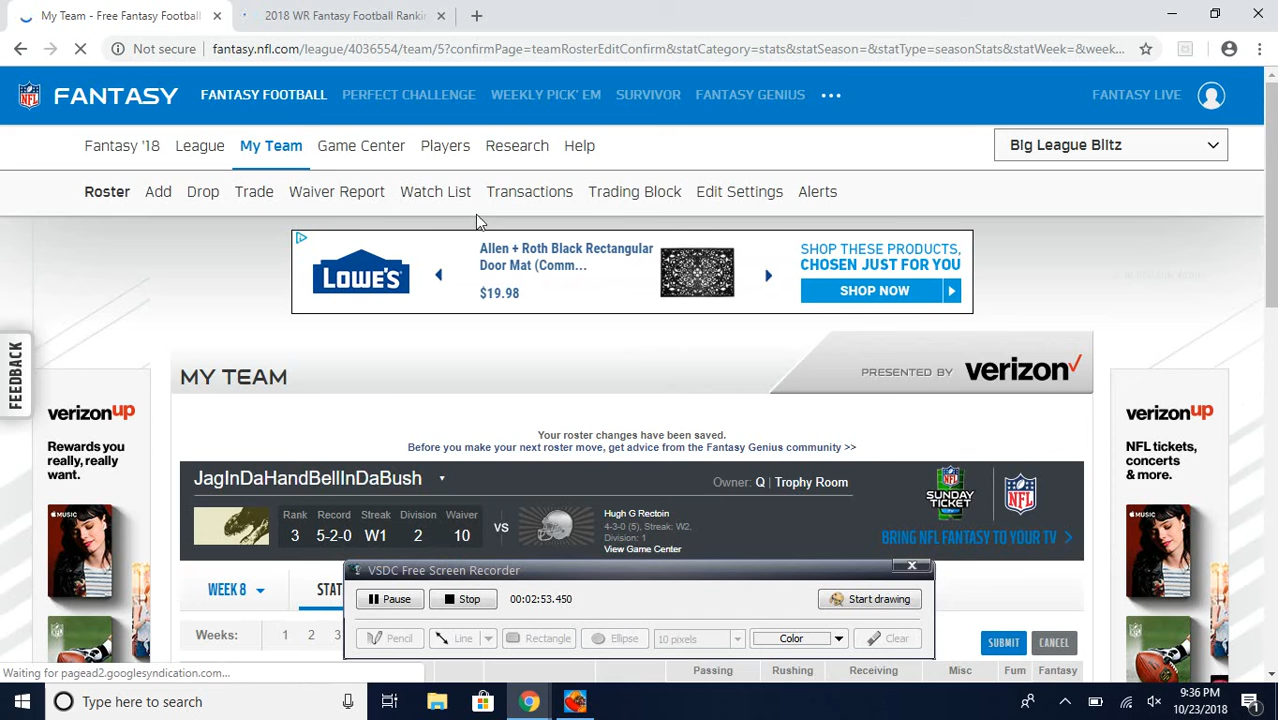 My Team - Free Fantasy Football
2018 WR Fantasy Football Rankin
Not secure
fantasy.nfl.com/league/4036554/team/5?confirmPage=teamRosterEditConfirm&statCategory=stats&statSeason=&statType=seasonStats&statWeek=&week...
NFL
FANTASY
FANTASY FOOTBALL
PERFECT CHALLENGE
WEEKLY PICK' EM
SURVIVOR
FANTASY GENIUS
FANTASY LIVE
Fantasy '18
League
My Team
Game Center
Players
Research
Help
Big League Blitz
Roster
Add
Drop
Trade
Waiver Report
Watch List
Transactions
Trading Block
Edit Settings
Alerts
LOWE'S
Allen + Roth Black Rectangular
Door Mat (Comm...
$19.98
SHOP THESE PRODUCTS,
CHOSEN JUST FOR YOU
SHOP NOW
FEEDBACK
MY TEAM
PRESENTED BY verizon
verizonup
Rewards you
really, really
want.
MUSIC
verizonup
NFL tickets,
concerts
& more.
MUSIC
Your roster changes have been saved.
Before you make your next roster move, get advice from the Fantasy Genius community >>
JagInDaHandBellInDaBush
Owner: Q | Trophy Room
Rank Record Streak Division Waiver
3 5-2-0 W1 2 10
VS
Hugh G Rectoin
4-3-0 (5), Streak: W2.
Division: 1
View Game Center
NFL
SUNDAY
TICKET
NFL
BRING NFL FANTASY TO YOUR TV
WEEK 8
STAT
Weeks: 1 2 3
SUBMIT
CANCEL
Passing Rushing Receiving Misc Fum Fantasy
VSDC Free Screen Recorder
Pause
Stop
00:02:53.450
Start drawing
Pencil
Line
Rectangle
Ellipse
10 pixels
Color
Clear
Waiting for pagead2.googlesyndication.com...
Type here to search
9:36 PM
10/23/2018
1